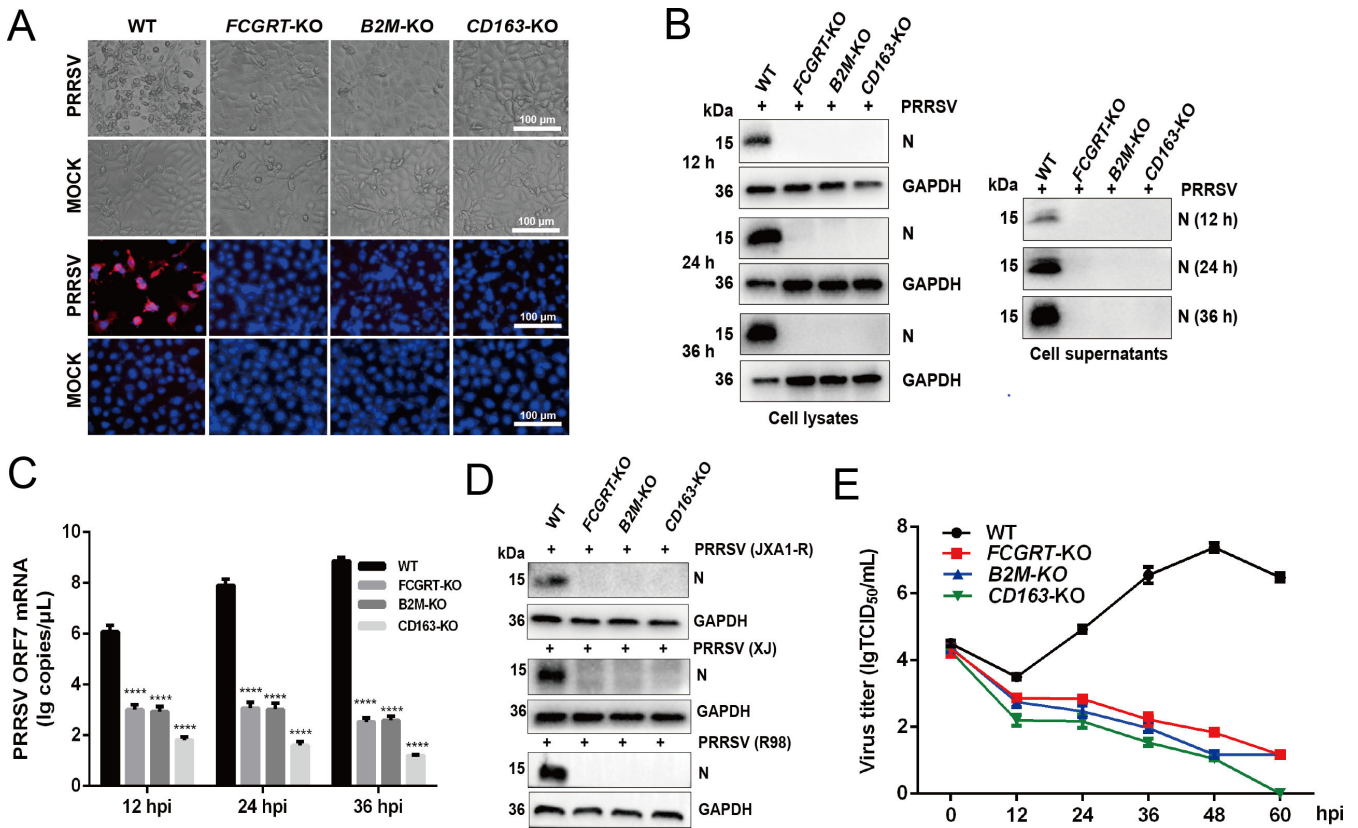 A
WT FCGRT-KO B2M-KO CD163-KO
PRRSV
100 μm
MOCK
100 μm
PRRSV
100 μm
MOCK
100 μm
B
WT FCGRT-KO B2M-KO CD163-KO
kDa + + + + PRRSV
15 N
12 h
36 GAPDH
15 N
24 h
36 GAPDH
15 N
36 h
36 GAPDH
Cell lysates
WT FCGRT-KO B2M-KO CD163-KO
kDa + + + + PRRSV
15 N (12 h)
15 N (24 h)
15 N (36 h)
Cell supernatants
C
PRRSV ORF7 mRNA
(lg copies/μL)
10
8
6
4
2
0
WT
FCGRT-KO
B2M-KO
CD163-KO
**** **** ****
**** **** ****
**** **** ****
12 hpi 24 hpi 36 hpi
D
WT FCGRT-KO B2M-KO CD163-KO
kDa + + + + PRRSV (JXA1-R)
15 N
36 GAPDH
+ + + + PRRSV (XJ)
15 N
36 GAPDH
+ + + + PRRSV (R98)
15 N
36 GAPDH
E
Virus titer (lgTCID50/mL)
8
6
4
2
0
WT
FCGRT-KO
B2M-KO
CD163-KO
0 12 24 36 48 60 hpi